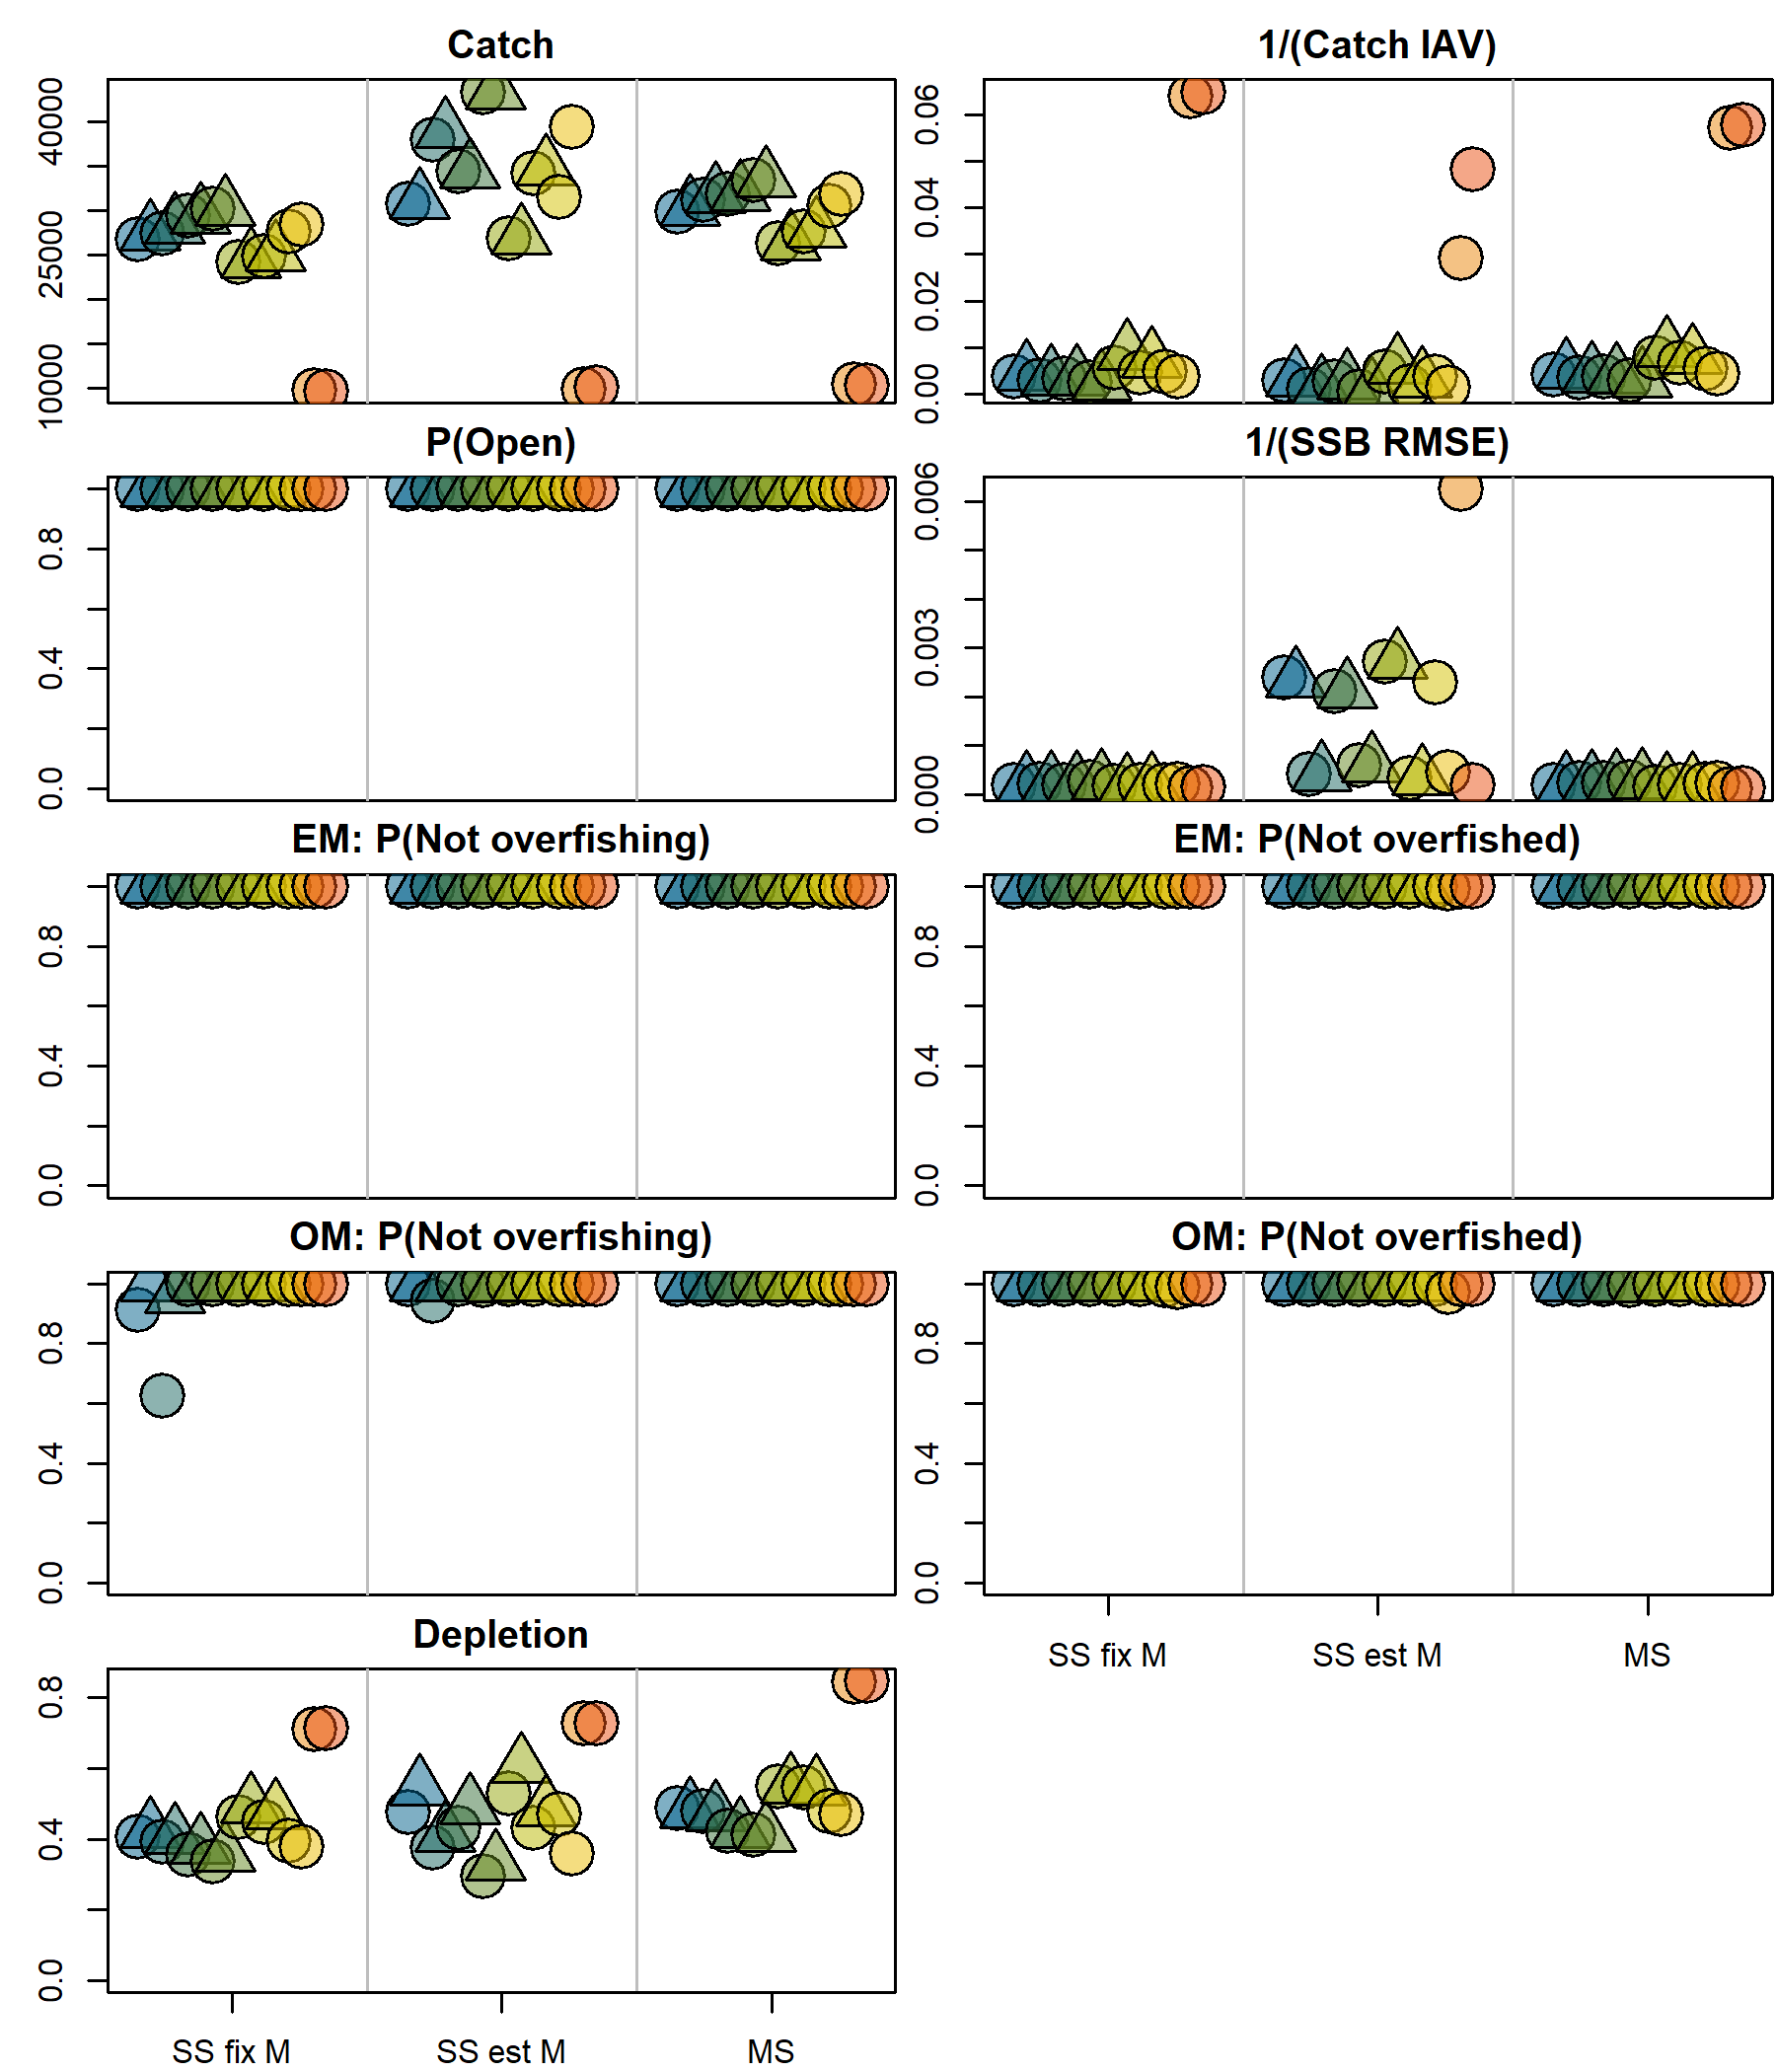 Catch
1/(Catch IAV)
10000 25000 40000
0.00 0.02 0.04 0.06
P(Open)
1/(SSB RMSE)
0.0 0.4 0.8
0.000 0.003 0.006
EM: P(Not overfishing)
EM: P(Not overfished)
0.0 0.4 0.8
0.0 0.4 0.8
OM: P(Not overfishing)
OM: P(Not overfished)
0.0 0.4 0.8
0.0 0.4 0.8
SS fix M SS est M MS
Depletion
0.0 0.4 0.8
SS fix M SS est M MS